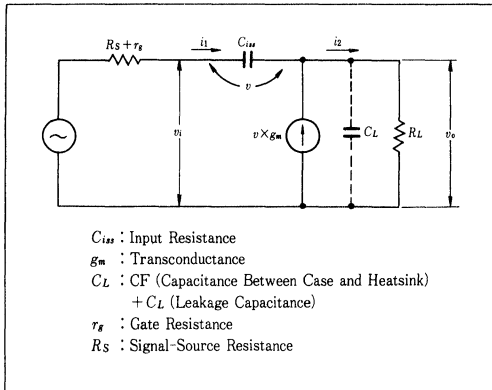 Rs + rg
i1
Ciss
i2
v
vi
v×gm
CL
RL
vo
Ciss : Input Resistance
gm : Transconductance
CL : CF (Capacitance Between Case and Heatsink)
+ CL (Leakage Capacitance)
rg : Gate Resistance
Rs : Signal-Source Resistance